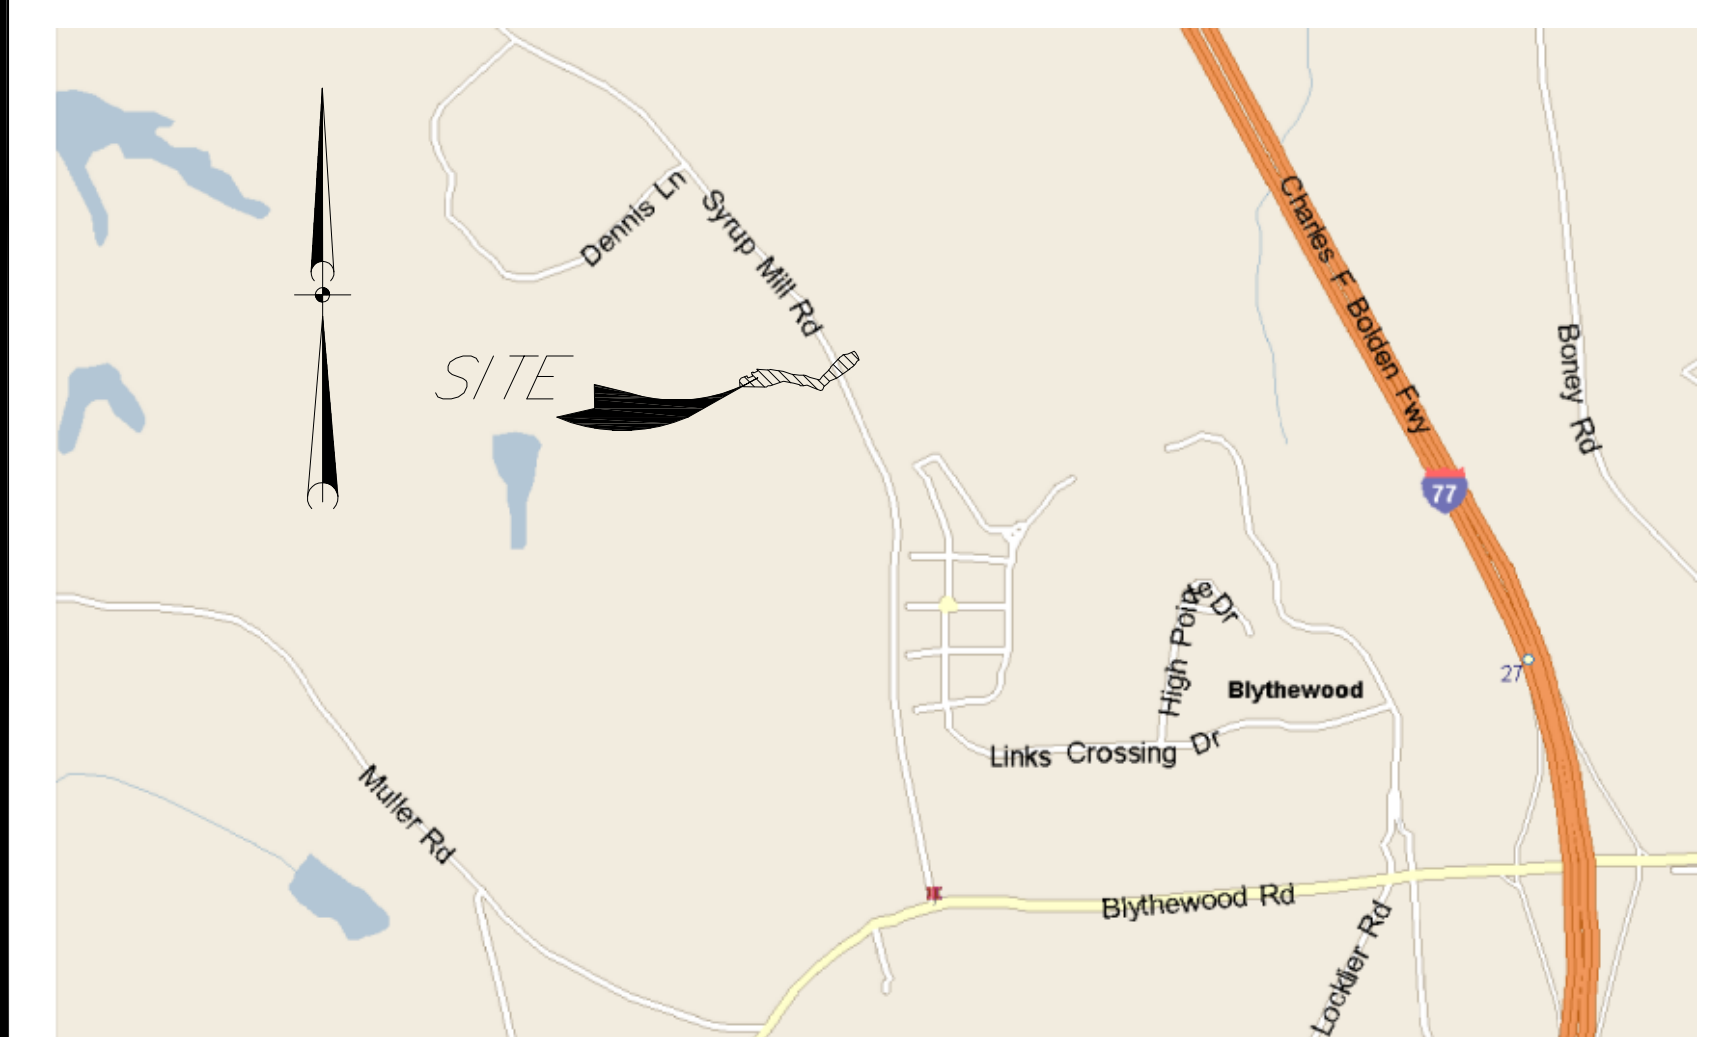 Dennis Ln
Syrup Mill Rd
Charles F Bolden Fwy
SITE
Boney Rd
77
High Pointe Dr
27
Blythewood
Links Crossing Dr
Muller Rd
Blythewood Rd
Locklier Rd